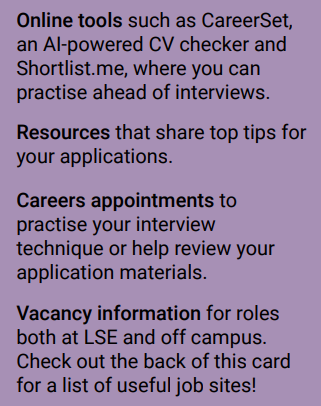 Online tools such as CareerSet,
an AI-powered CV checker and
Shortlist.me, where you can
practise ahead of interviews.
Resources that share top tips for
your applications.
Careers appointments to
practise your interview
technique or help review your
application materials.
Vacancy information for roles
both at LSE and off campus.
Check out the back of this card
for a list of useful job sites!